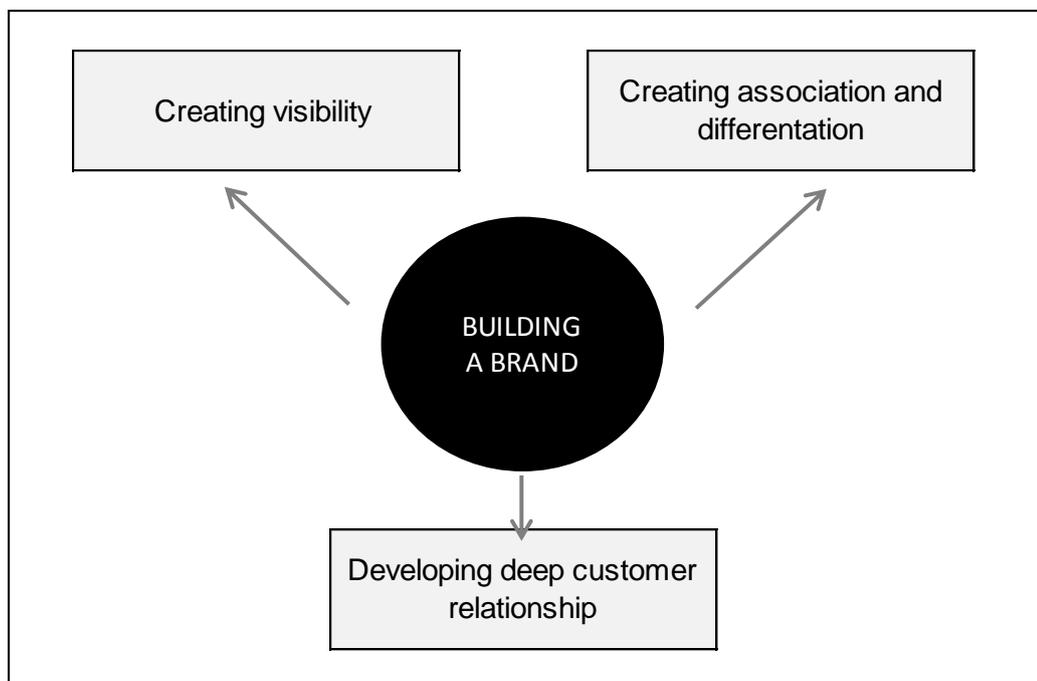 Creating visibility
Creating association and
differentation
BUILDING
A BRAND
Developing deep customer
relationship